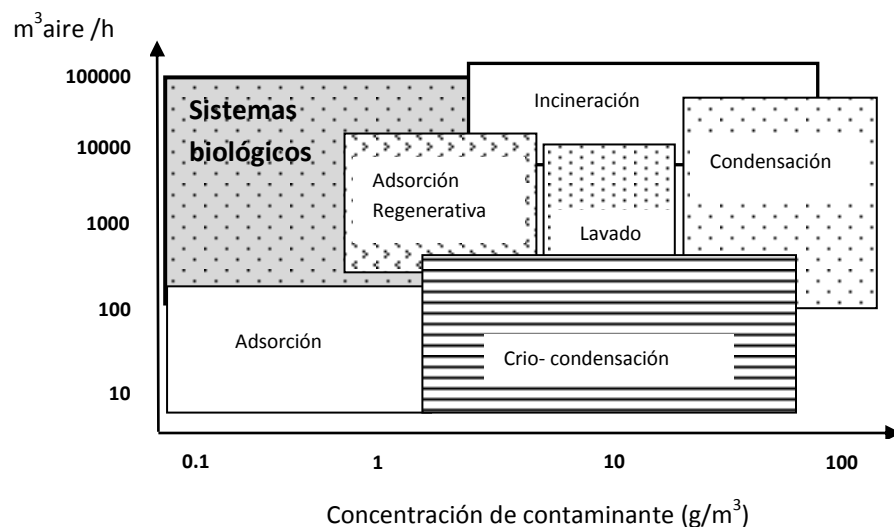 m³aire /h
100000
10000
1000
100
10
Sistemas
biológicos
Incineración
Adsorción
Regenerativa
Condensación
Lavado
Adsorción
Crio- condensación
0.1
1
10
100
Concentración de contaminante (g/m³)